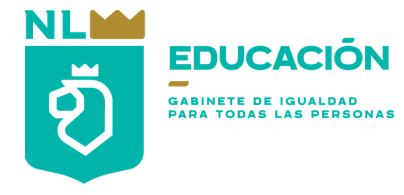 NL
EDUCACIÓN
GABINETE DE IGUALDAD
PARA TODAS LAS PERSONAS